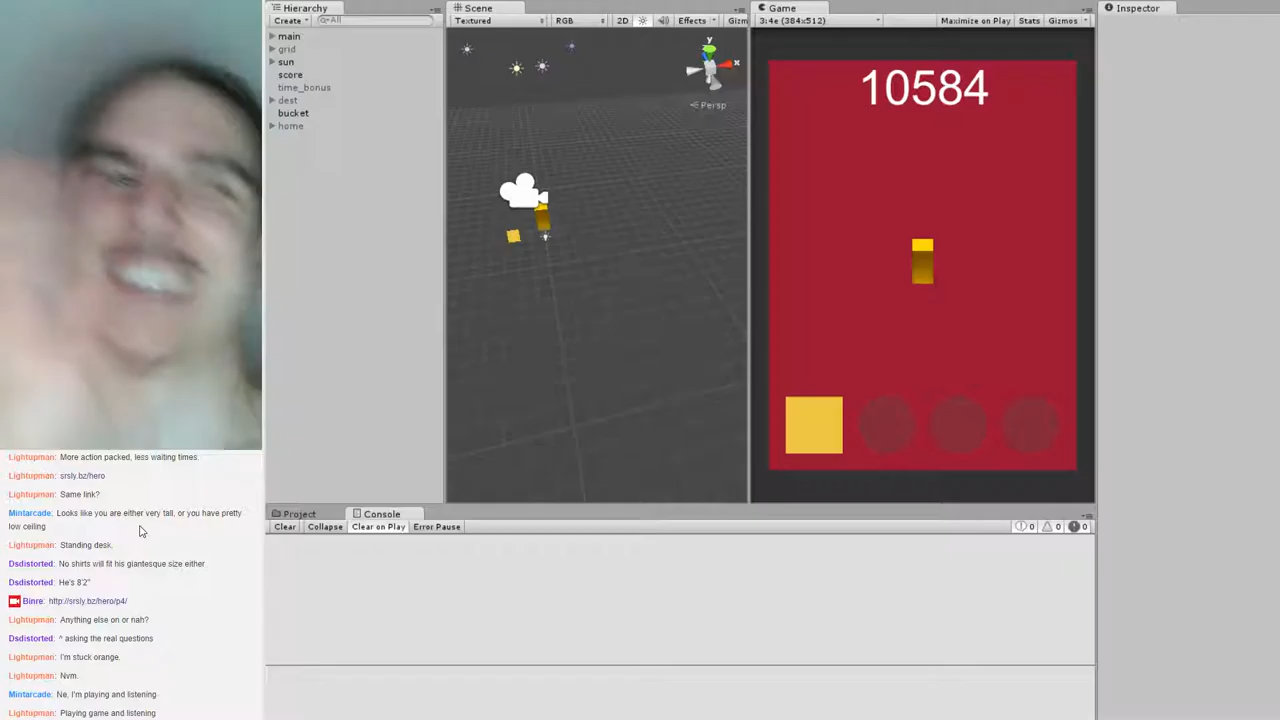 Hierarchy
Create
All
main
grid
sun
score
time_bonus
dest
bucket
home
Scene
Textured
RGB
2D
Effects
Gizm
y
x
Persp
Game
3:4e (384x512)
Maximize on Play
Stats
Gizmos
10584
Inspector
Project
Console
Clear
Collapse
Clear on Play
Error Pause
0
0
0
Lightupman: More action packed, less waiting times.
Lightupman: srsly.bz/hero
Lightupman: Same link?
Mintarcade: Looks like you are either very tall, or you have pretty
low ceiling
Lightupman: Standing desk.
Dsdistorted: No shirts will fit his giantesque size either
Dsdistorted: He's 8'2"
Binre: http://srsly.bz/hero/p4/
Lightupman: Anything else on or nah?
Dsdistorted: ^ asking the real questions
Lightupman: I'm stuck orange.
Lightupman: Nvm.
Mintarcade: Ne, I'm playing and listening
Lightupman: Playing game and listening